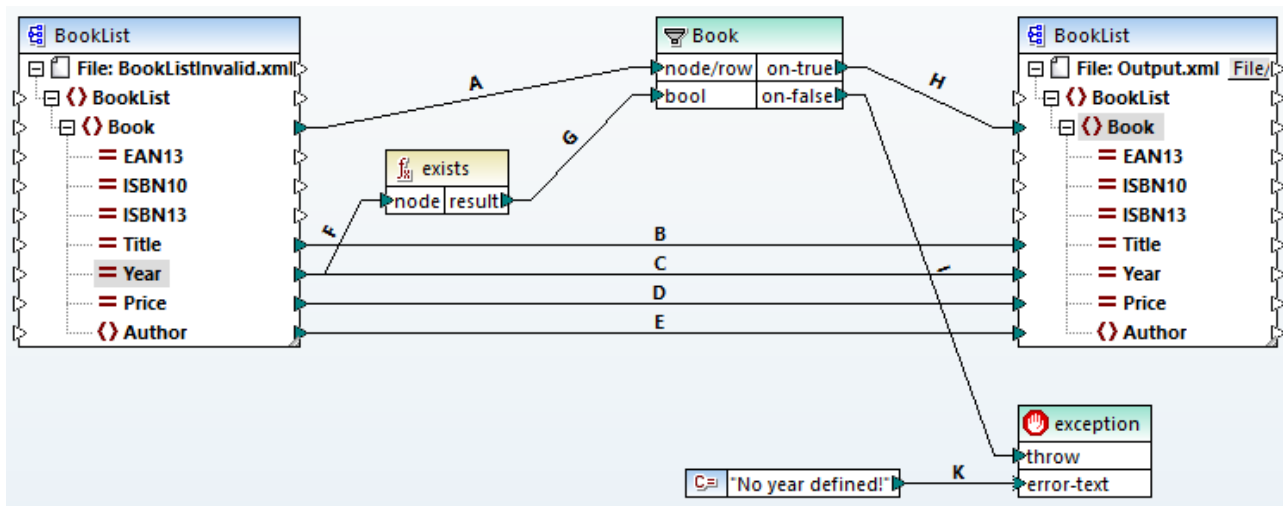 BookList
File: BookListInvalid.xml
BookList
Book
EAN13
ISBN10
ISBN13
Title
Year
Price
Author
A
F
exists
node result
G
Book
node/row on-true
bool on-false
H
B
C
D
E
I
BookList
File: Output.xml File/
BookList
Book
EAN13
ISBN10
ISBN13
Title
Year
Price
Author
C= "No year defined!"
K
exception
throw
error-text